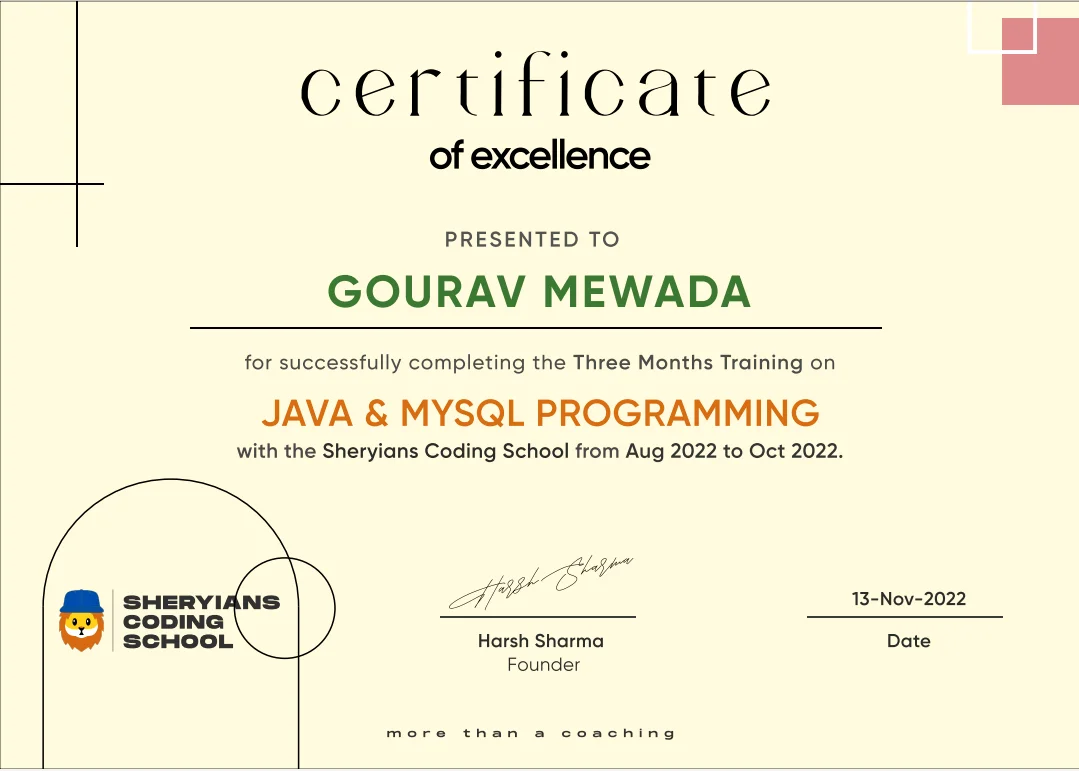 certificate
of excellence
PRESENTED TO
GOURAV MEWADA
for successfully completing the Three Months Training on
JAVA & MYSQL PROGRAMMING
with the Sheryians Coding School from Aug 2022 to Oct 2022.
SHERYIANS
CODING
SCHOOL
Harsh Sharma
Harsh Sharma
Founder
13-Nov-2022
Date
more than a coaching